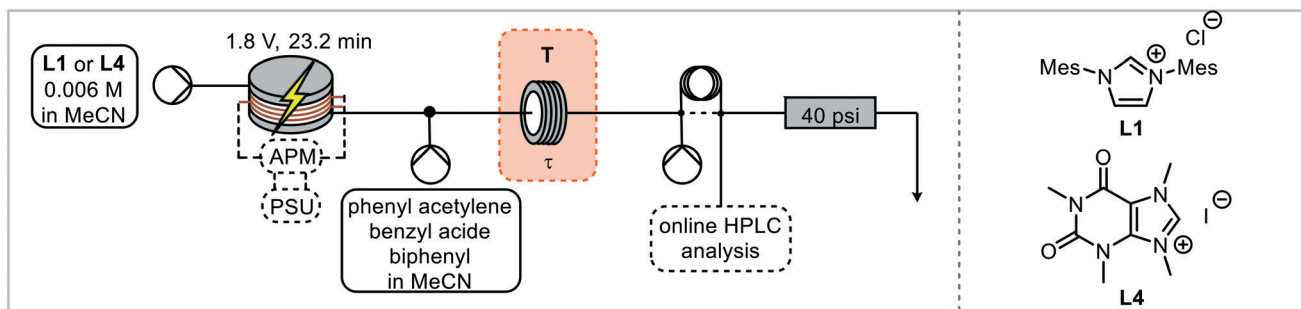 L1 or L4
0.006 M
in MeCN
1.8 V, 23.2 min
APM
PSU
phenyl acetylene
benzyl acide
biphenyl
in MeCN
T
τ
online HPLC
analysis
40 psi
Cl⊖
Mes N N⊕ Mes
L1
O
N N⊕
I⊖
O N N⊕
L4